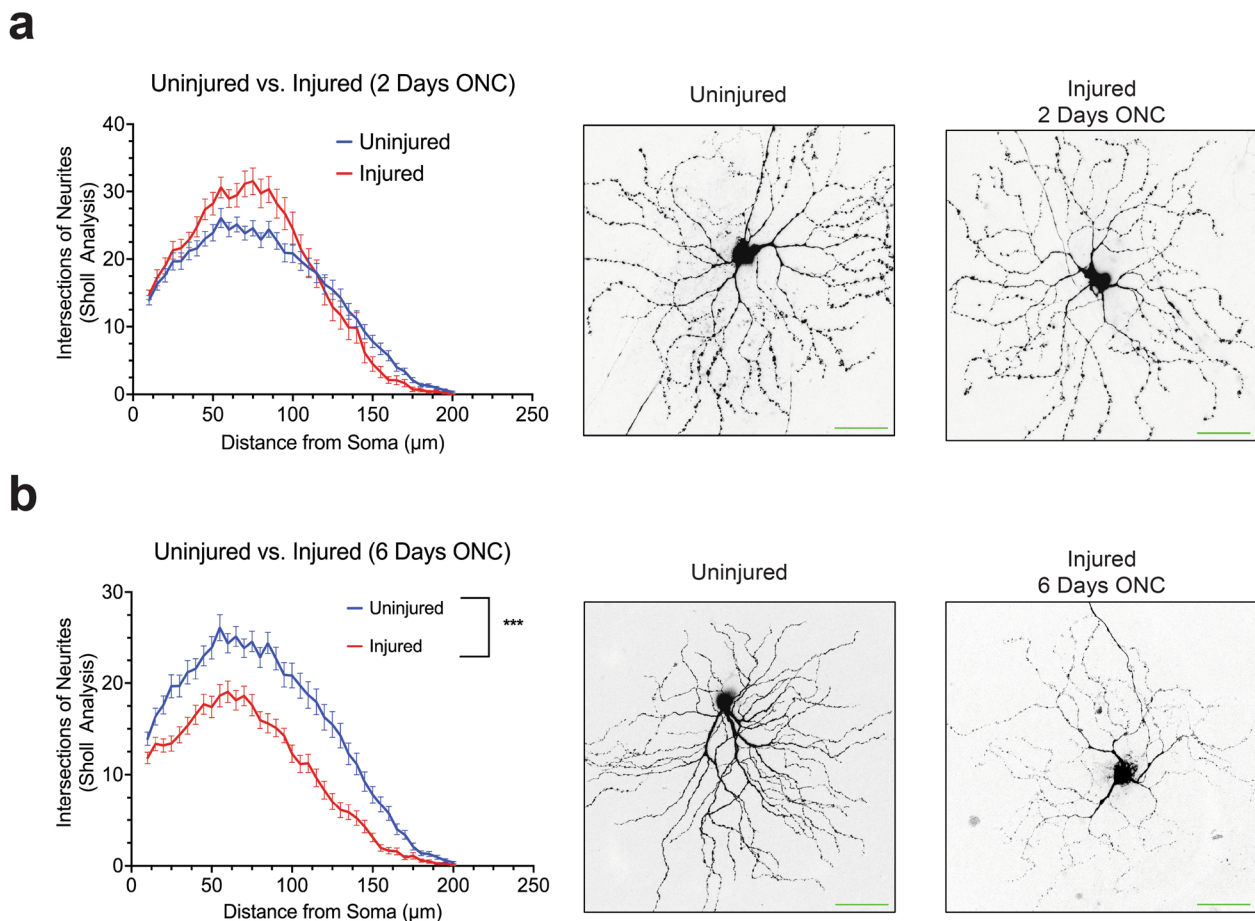 a
Uninjured vs. Injured (2 Days ONC)
40
30
20
10
0
0
50
100
150
200
250
Intersections of Neurites
(Sholl Analysis)
Distance from Soma (µm)
Uninjured
Injured
Uninjured
Injured
2 Days ONC
b
Uninjured vs. Injured (6 Days ONC)
30
20
10
0
0
50
100
150
200
250
Intersections of Neurites
(Sholl Analysis)
Distance from Soma (µm)
Uninjured
Injured
***
Uninjured
Injured
6 Days ONC